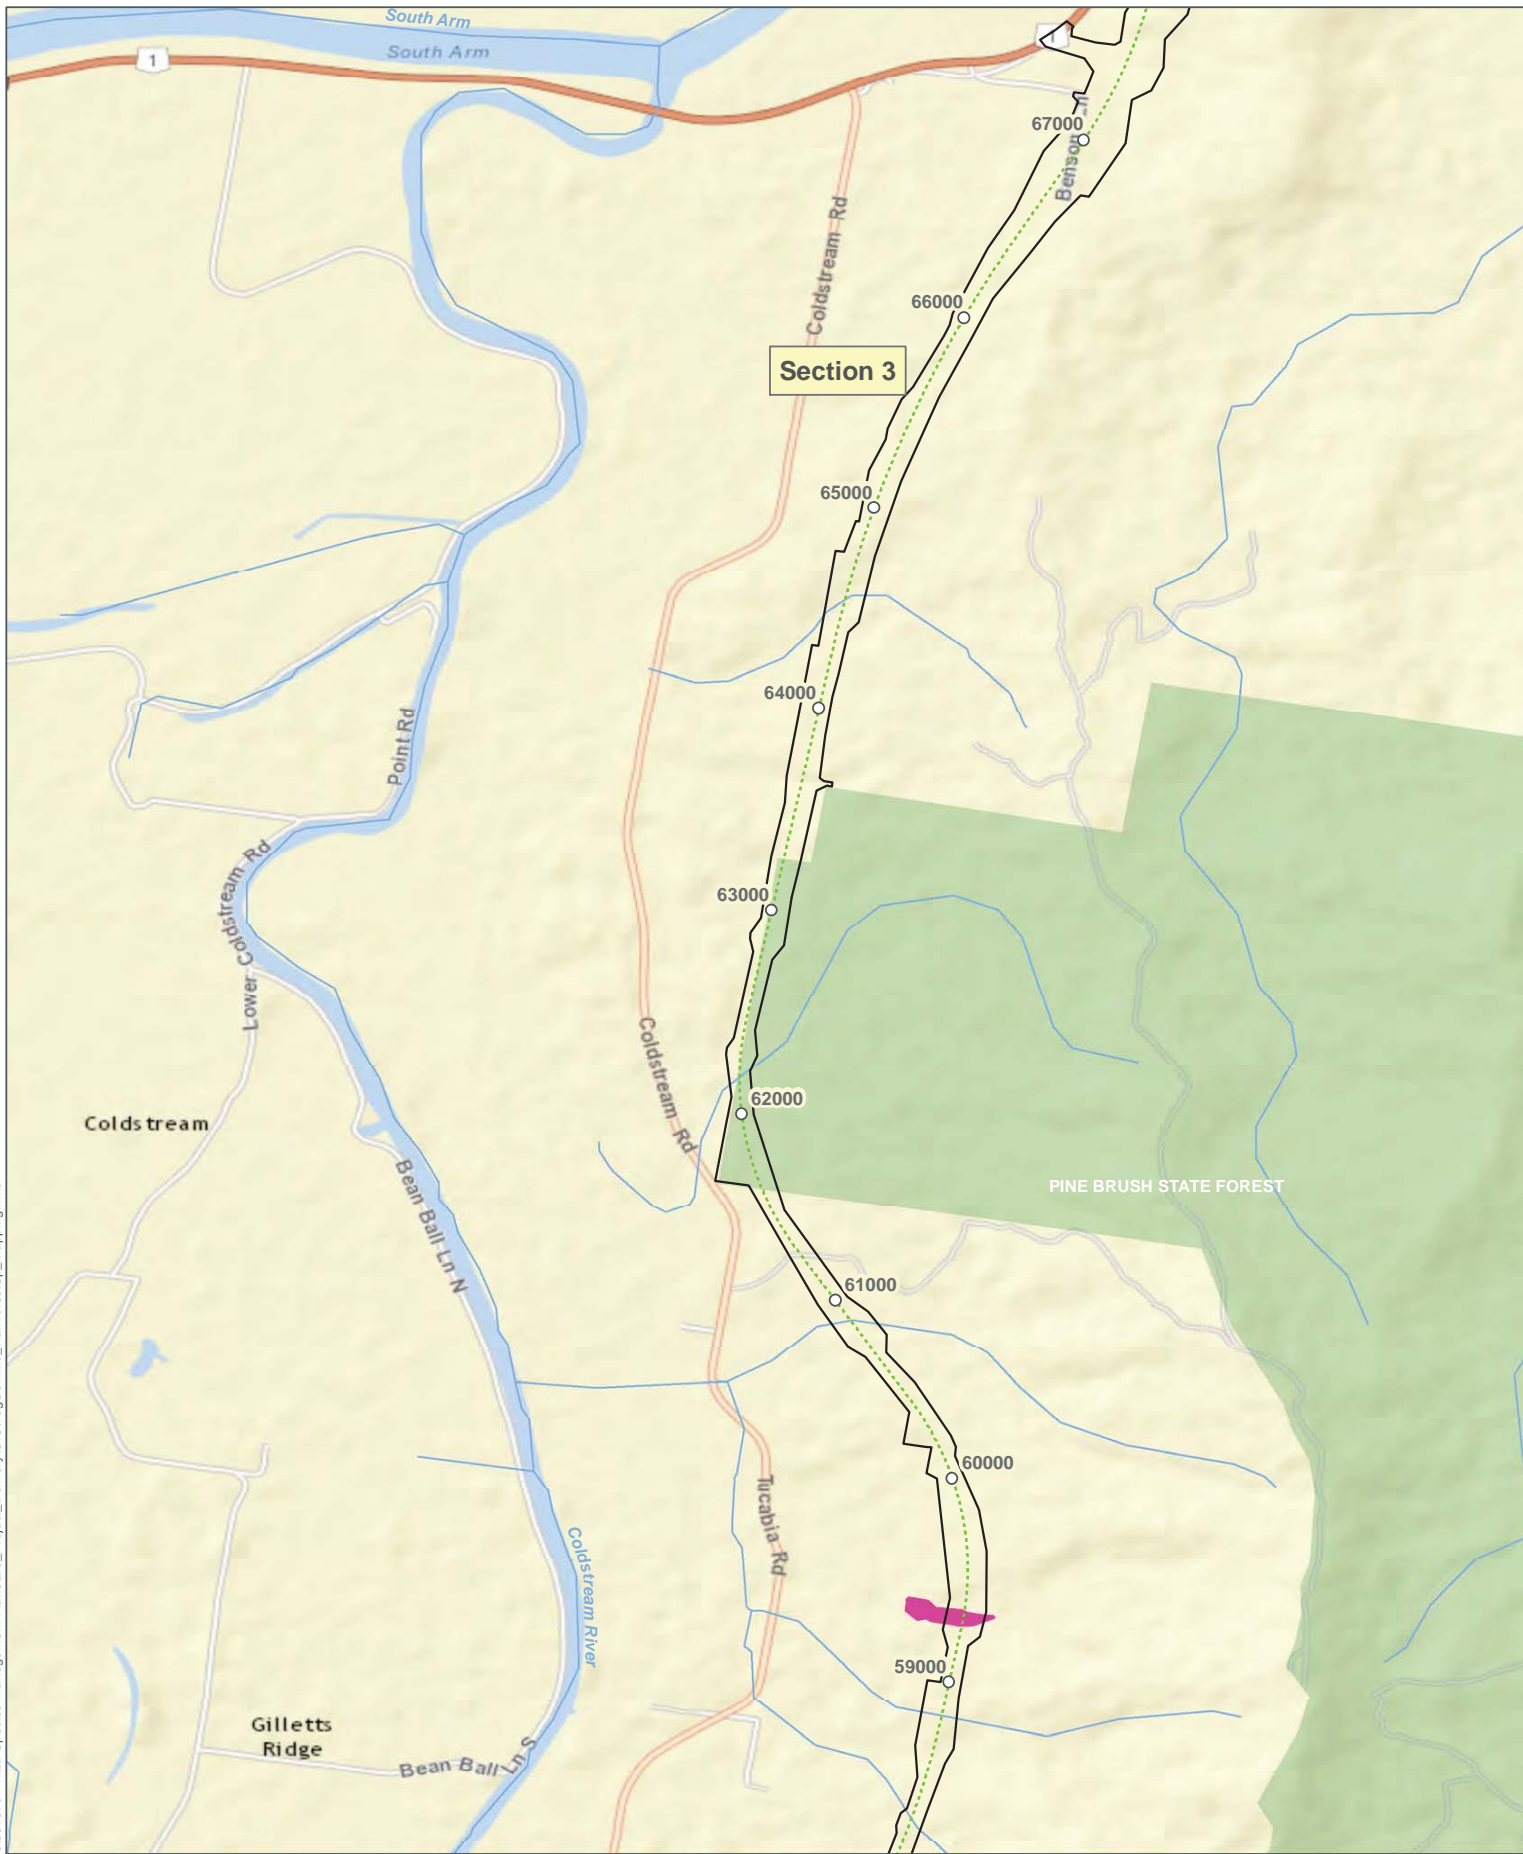 South Arm
South Arm
1
1
67000
Benson Ln
Coldstream Rd
66000
Section 3
65000
64000
Point Rd
63000
Lower Coldstream Rd
Coldstream Rd
62000
Coldstream
Bean Ball Ln N
PINE BRUSH STATE FOREST
61000
60000
Tucabia Rd
Coldstream River
59000
Gilletts
Ridge
Bean Ball Ln S